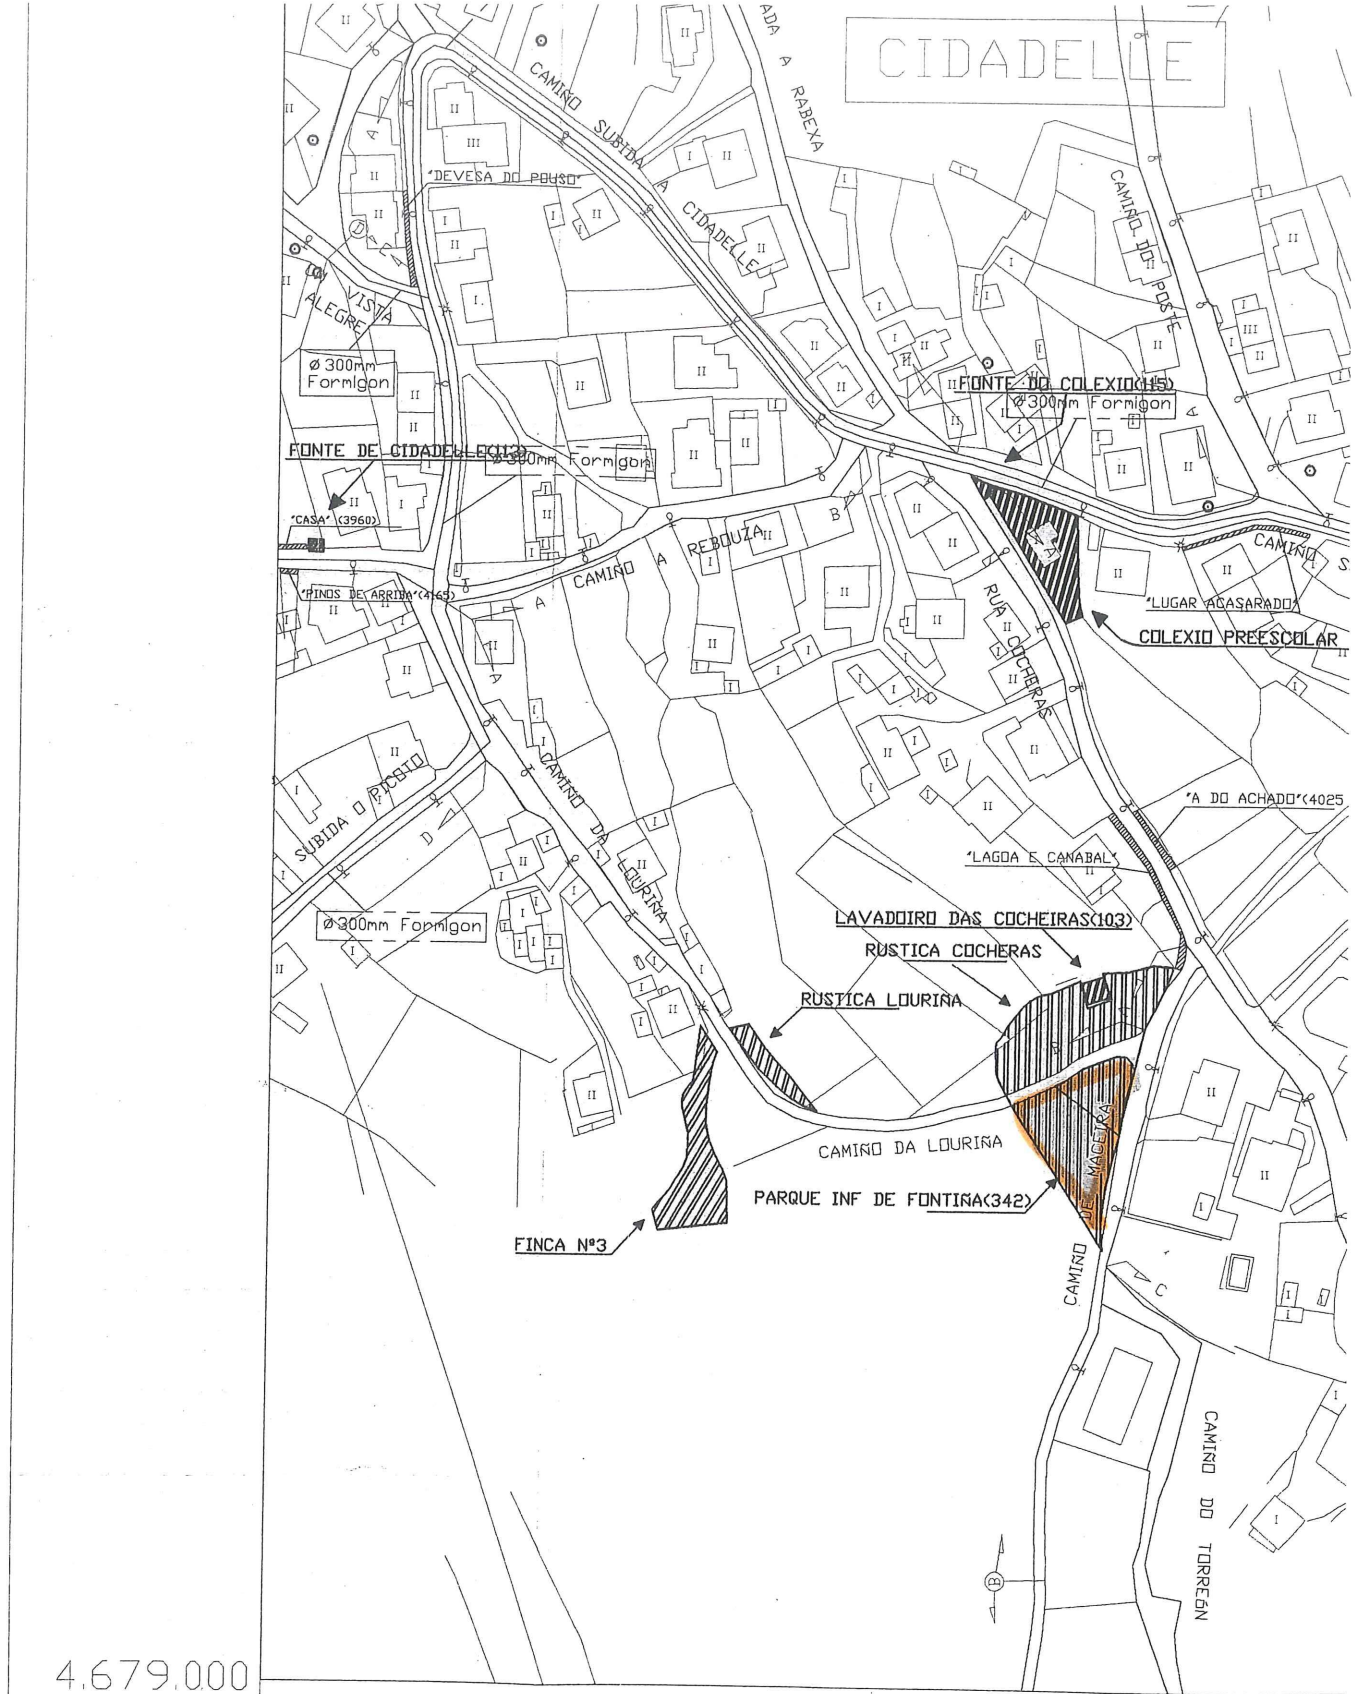 CIDADELLE
ADA A RABEXA
CAMIÑO SUBIDA A CIDADELLE
"DEVESA DO POUSO"
CAMIÑO DO POSTE
VISTA ALEGRE
Ø 300mm
Formigon
FONTE DO COLEXIO(115)
Ø300mm Formigon
FONTE DE CIDADELLE(113)
Ø 300mm Formigon
"CASA" (3960)
CAMIÑO A REBOUZA
"PINOS DE ARRIBA"(4165)
CAMIÑO S
"LUGAR ACASARADO"
COLEXIO PREESCOLAR
RUA COCHERAS
SUBIDA O PICOTO
CAMIÑO DA LOURIÑA
"A DO ACHADO"(4025
"LAGOA E CANABAL"
Ø 300mm Formigon
LAVADOIRO DAS COCHEIRAS(103)
RUSTICA COCHERAS
RUSTICA LOURIÑA
CAMIÑO DA LOURIÑA
PARQUE INF DE FONTIÑA(342)
CAMIÑO DE MACEIRA
FINCA Nº3
CAMIÑO DO TORREÓN
4.679.000